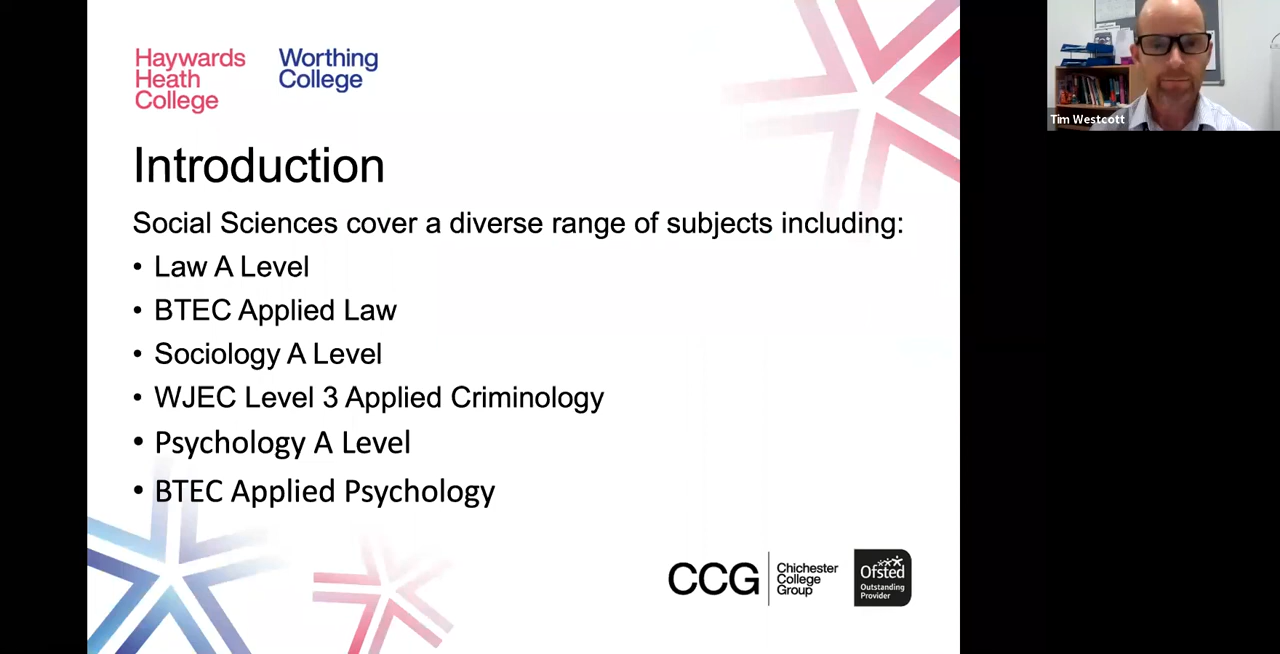 Haywards
Heath
College
Worthing
College
Introduction
Social Sciences cover a diverse range of subjects including:
• Law A Level
• BTEC Applied Law
• Sociology A Level
• WJEC Level 3 Applied Criminology
• Psychology A Level
• BTEC Applied Psychology
CCG
Chichester
College
Group
Ofsted
Outstanding
Provider
Tim Westcott